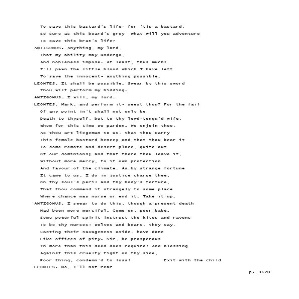 To save this bastard's life- for 'tis a bastard,
So sure as this beard's grey- what will you adventure
To save this brat's life?
ANTIGONUS. Anything, my lord,
That my ability may undergo,
And nobleness impose. At least, thus much:
I'll pawn the little blood which I have left
To save the innocent- anything possible.
LEONTES. It shall be possible. Swear by this sword
Thou wilt perform my bidding.
ANTIGONUS. I will, my lord.
LEONTES. Mark, and perform it- seest thou? For the fail
Of any point in't shall not only be
Death to thyself, but to thy lewd-tongu'd wife,
Whom for this time we pardon. We enjoin thee,
As thou art liegeman to us, that thou carry
This female bastard hence; and that thou bear it
To some remote and desert place, quite out
Of our dominions; and that there thou leave it,
Without more mercy, to it own protection
And favour of the climate. As by strange fortune
It came to us, I do in justice charge thee,
On thy soul's peril and thy body's torture,
That thou commend it strangely to some place
Where chance may nurse or end it. Take it up.
ANTIGONUS. I swear to do this, though a present death
Had been more merciful. Come on, poor babe.
Some powerful spirit instruct the kites and ravens
To be thy nurses! Wolves and bears, they say,
Casting their savageness aside, have done
Like offices of pity. Sir, be prosperous
In more than this deed does require! And blessing
Against this cruelty fight on thy side,
Poor thing, condemn'd to loss! Exit with the child
LEONTES. No, I'll not rear